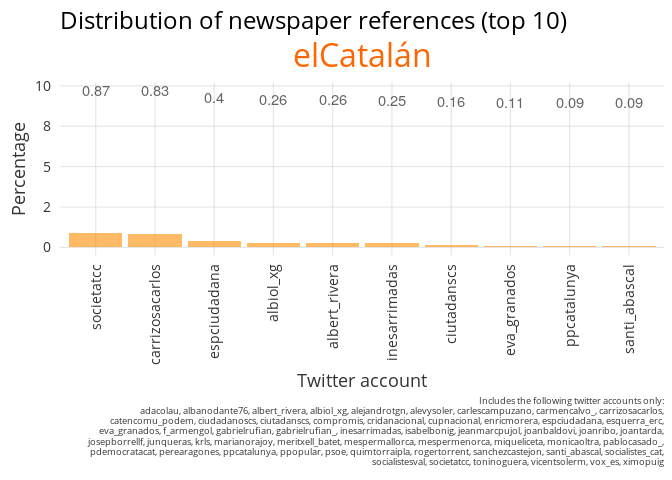 Distribution of newspaper references (top 10)
elCatalán
10
8
5
2
0
Percentage
0.87 0.83 0.4 0.26 0.26 0.25 0.16 0.11 0.09 0.09
societatcc
carrizosacarlos
espciudadana
albiol_xg
albert_rivera
inesarrimadas
ciutadanscs
eva_granados
ppcatalunya
santi_abascal
Twitter account
Includes the following twitter accounts only:
adacolau, albanodante76, albert_rivera, albiol_xg, alejandrotgn, alevysoler, carlescampuzano, carmencalvo_, carrizosacarlos,
catencomu_podem, ciudadanoscs, ciutadanscs, compromis, cridanacional, cupnacional, enricmorera, espciudadana, esquerra_erc,
eva_granados, f_armengol, gabrielrufian, gabrielrufian_, inesarrimadas, isabelbonig, jeanmarcpujol, joanbaldovi, joanribo, joantarda,
josepborrellf, junqueras, krls, marianorajoy, meritxell_batet, mespermallorca, mespermenorca, miqueliceta, monicaoltra, pablocasado_,
pdemocratacat, perearagones, ppcatalunya, ppopular, psoe, quimtorraipla, rogertorrent, sanchezcastejon, santi_abascal, socialistes_cat,
socialistesval, societatcc, toninoguera, vicentsolerm, vox_es, ximopuig